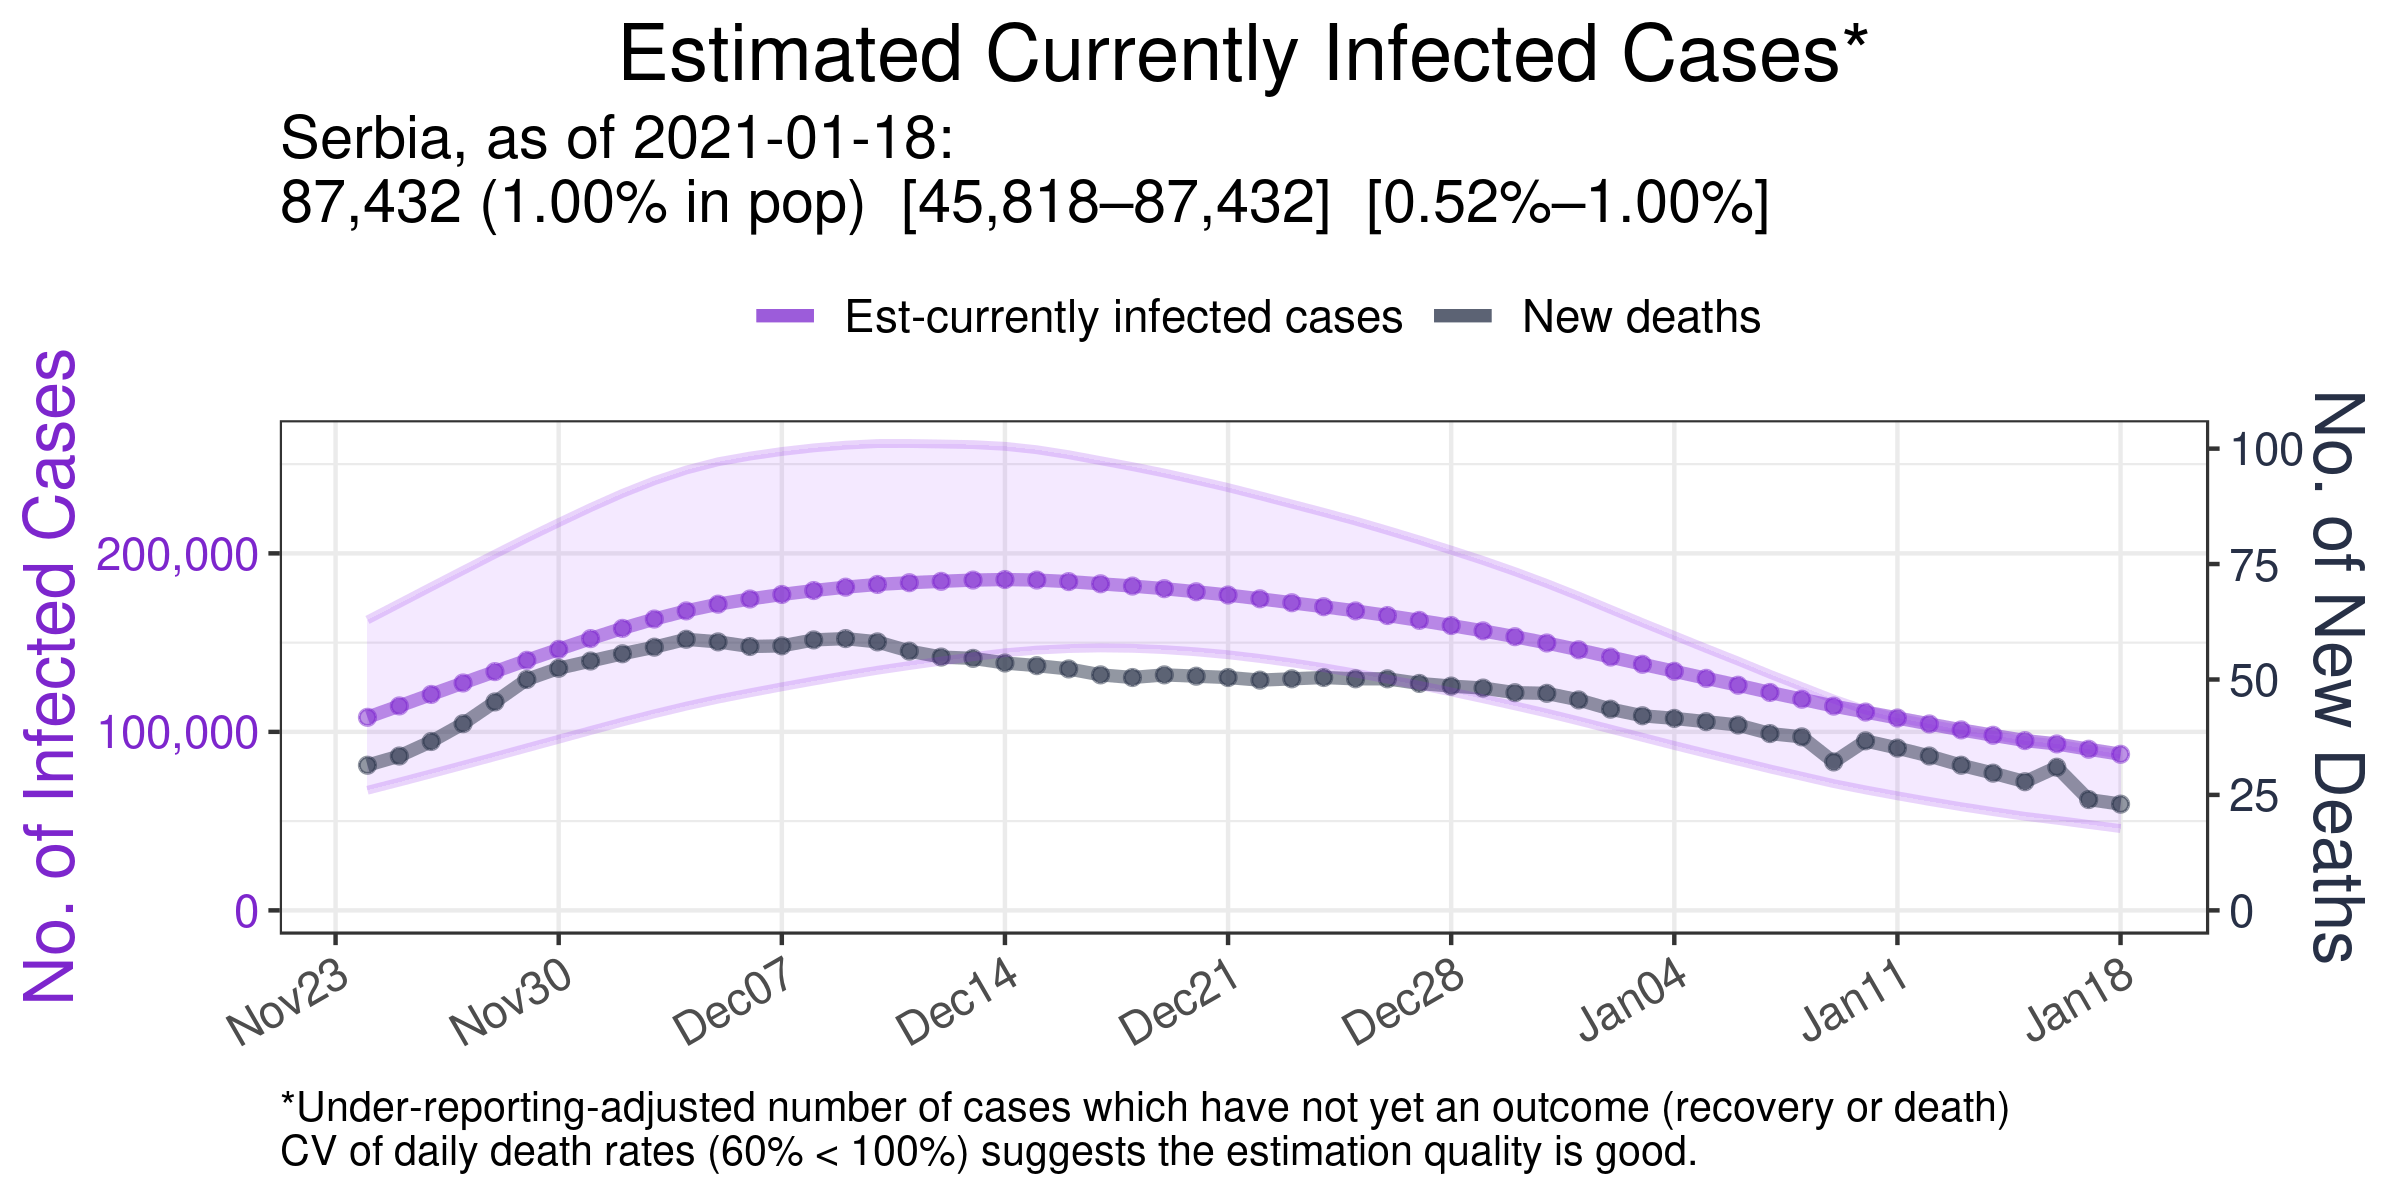 Estimated Currently Infected Cases*
Serbia, as of 2021-01-18:
87,432 (1.00% in pop)  [45,818–87,432]  [0.52%–1.00%]
Est-currently infected cases
New deaths
No. of Infected Cases
200,000
100,000
0
100
75
50
25
0
No. of New Deaths
Nov23
Nov30
Dec07
Dec14
Dec21
Dec28
Jan04
Jan11
Jan18
*Under-reporting-adjusted number of cases which have not yet an outcome (recovery or death)
CV of daily death rates (60% < 100%) suggests the estimation quality is good.